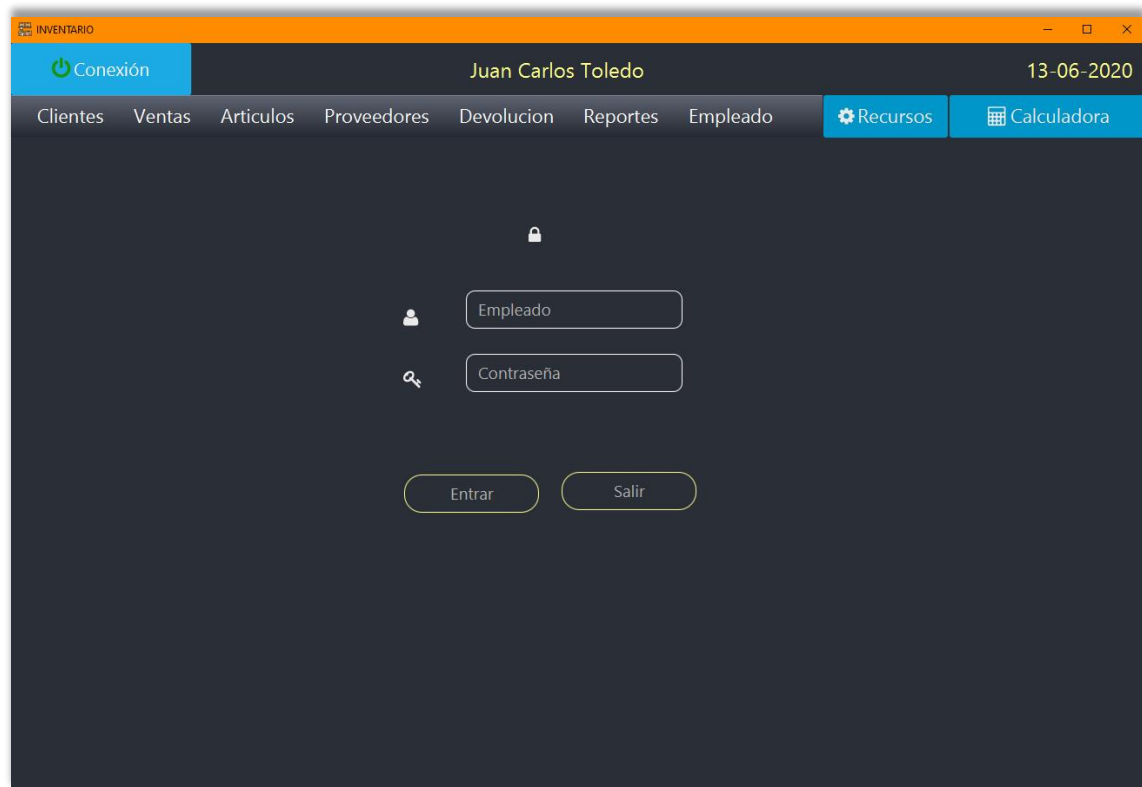 INVENTARIO
Conexión Juan Carlos Toledo 13-06-2020
Clientes Ventas Articulos Proveedores Devolucion Reportes Empleado Recursos Calculadora
Empleado
Contraseña
Entrar Salir